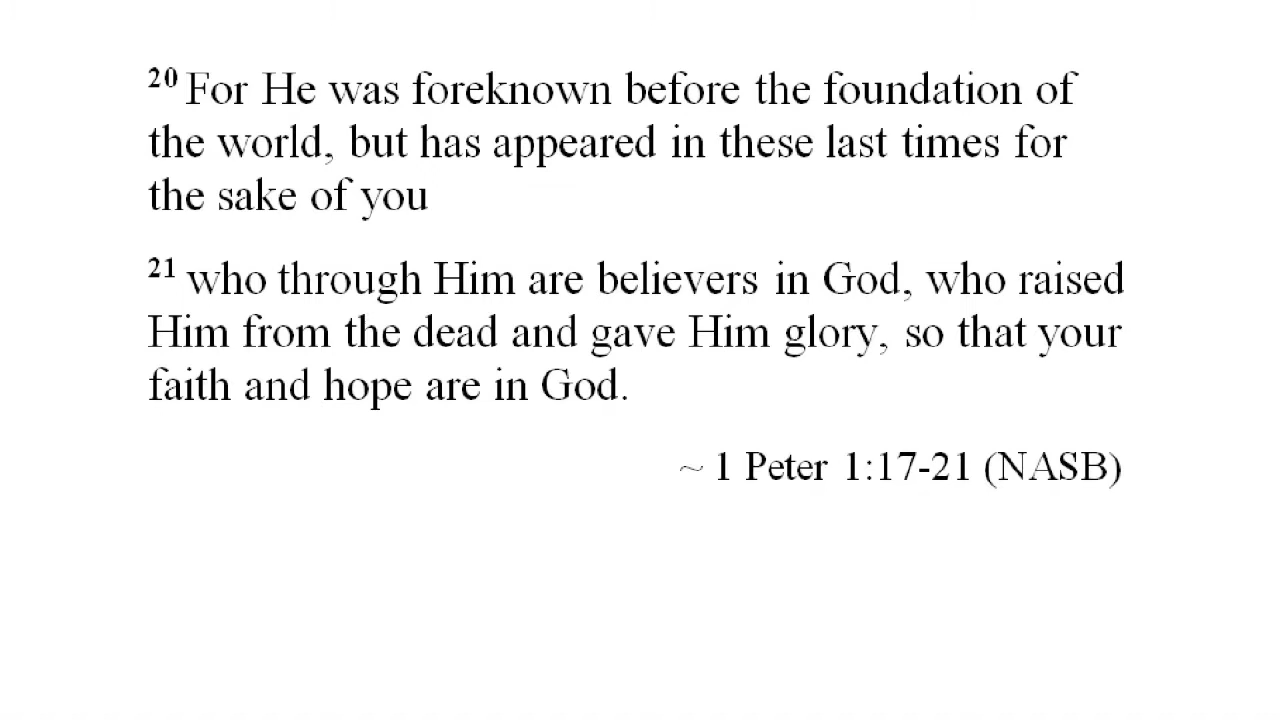 20 For He was foreknown before the foundation of
the world, but has appeared in these last times for
the sake of you
21 who through Him are believers in God, who raised
Him from the dead and gave Him glory, so that your
faith and hope are in God.
~ 1 Peter 1:17-21 (NASB)